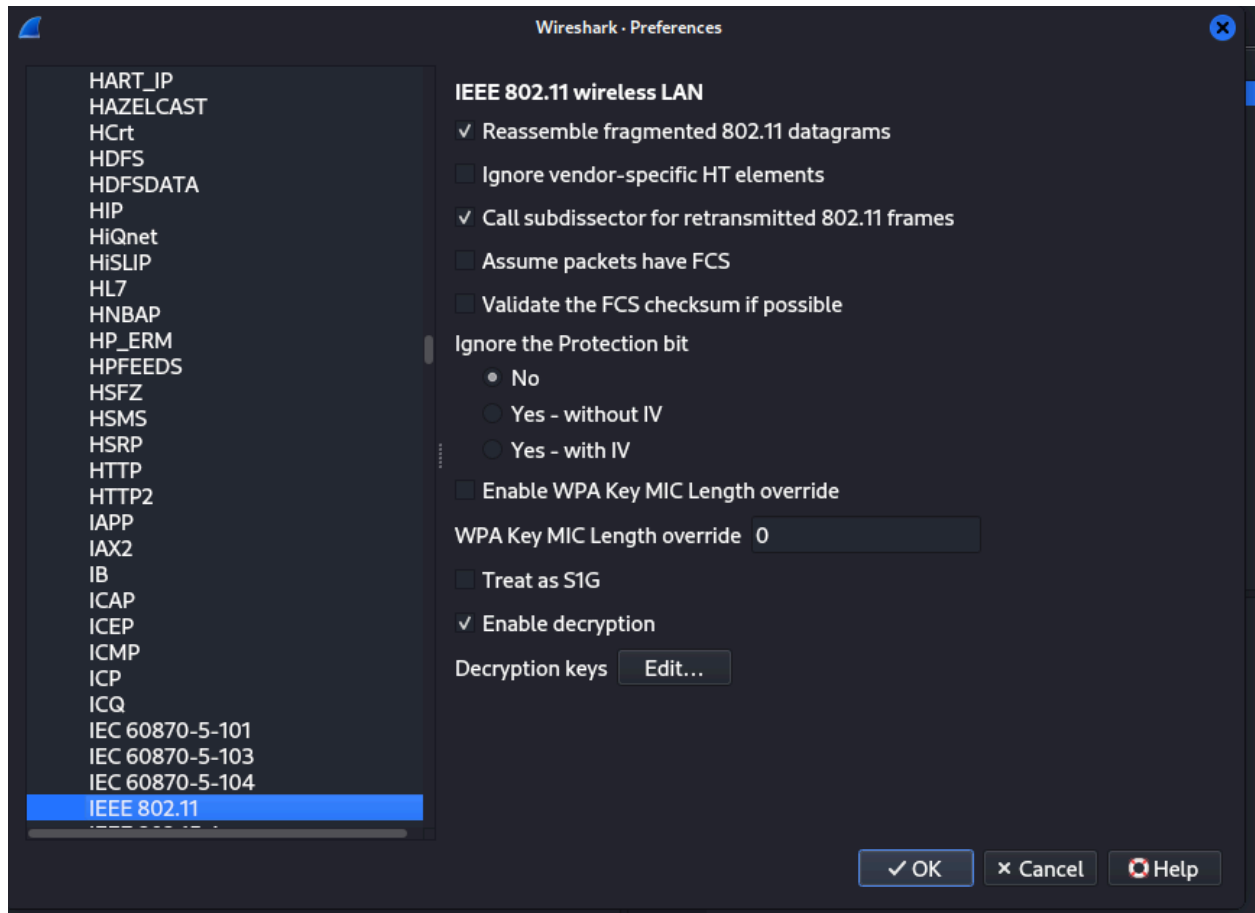 Wireshark · Preferences
HART_IP
HAZELCAST
HCrt
HDFS
HDFSDATA
HIP
HiQnet
HiSLIP
HL7
HNBAP
HP_ERM
HPFEEDS
HSFZ
HSMS
HSRP
HTTP
HTTP2
IAPP
IAX2
IB
ICAP
ICEP
ICMP
ICP
ICQ
IEC 60870-5-101
IEC 60870-5-103
IEC 60870-5-104
IEEE 802.11
IEEE 802.11 wireless LAN
Reassemble fragmented 802.11 datagrams
Ignore vendor-specific HT elements
Call subdissector for retransmitted 802.11 frames
Assume packets have FCS
Validate the FCS checksum if possible
Ignore the Protection bit
No
Yes - without IV
Yes - with IV
Enable WPA Key MIC Length override
WPA Key MIC Length override 0
Treat as S1G
Enable decryption
Decryption keys Edit...
OK Cancel Help